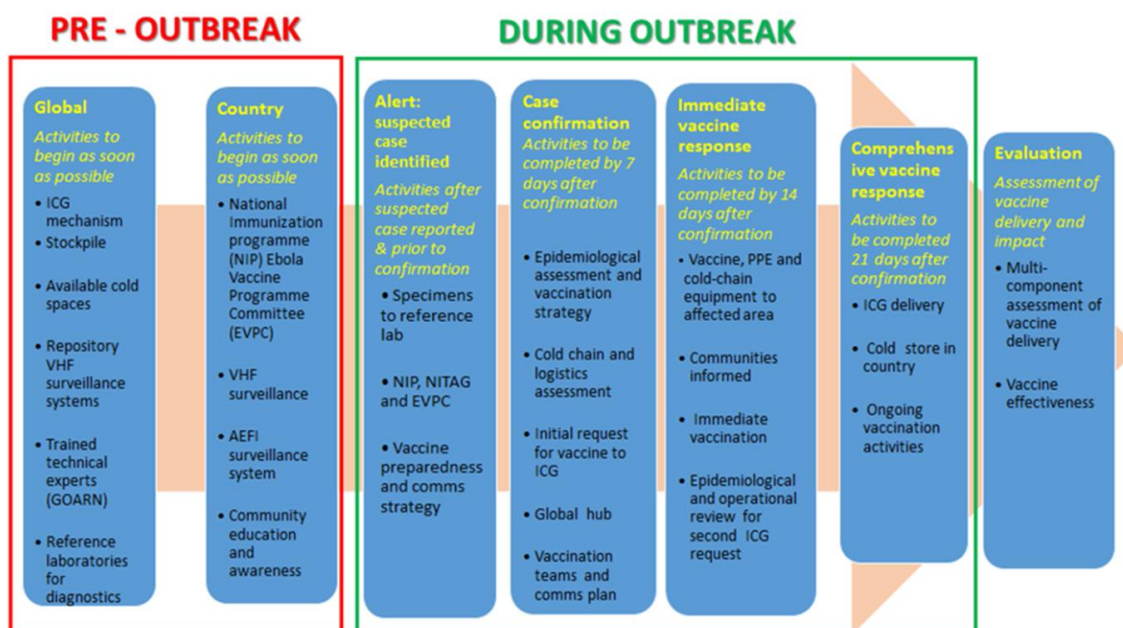 PRE - OUTBREAK
Global
Activities to
begin as soon
as possible
• ICG
mechanism
• Stockpile
• Available cold
spaces
• Repository
VHF
surveillance
systems
• Trained
technical
experts
(GOARN)
• Reference
laboratories
for
diagnostics
Country
Activities to
begin as soon
as possible
• National
Immunization
programme
(NIP) Ebola
Vaccine
Programme
Committee
(EVPC)
• VHF
surveillance
• AEFI
surveillance
system
• Community
education
and
awareness
DURING OUTBREAK
Alert:
suspected
case
identified
Activities after
suspected
case reported
& prior to
confirmation
• Specimens
to reference
lab
• NIP, NITAG
and EVPC
• Vaccine
preparedness
and comms
strategy
Case
confirmation
Activities to be
completed by 7
days after
confirmation
• Epidemiological
assessment and
vaccination
strategy
• Cold chain and
logistics
assessment
• Initial request
for vaccine to
ICG
• Global hub
• Vaccination
teams and
comms plan
Immediate
vaccine
response
Activities to be
completed by 14
days after
confirmation
• Vaccine, PPE and
cold-chain
equipment to
affected area
• Communities
informed
• Immediate
vaccination
• Epidemiological
and operational
review for
second ICG
request
Comprehens
ive vaccine
response
Activities to
be completed
21 days after
confirmation
• ICG delivery
• Cold store in
country
• Ongoing
vaccination
activities
Evaluation
Assessment of
vaccine
delivery and
impact
• Multi-
component
assessment of
vaccine
delivery
• Vaccine
effectiveness